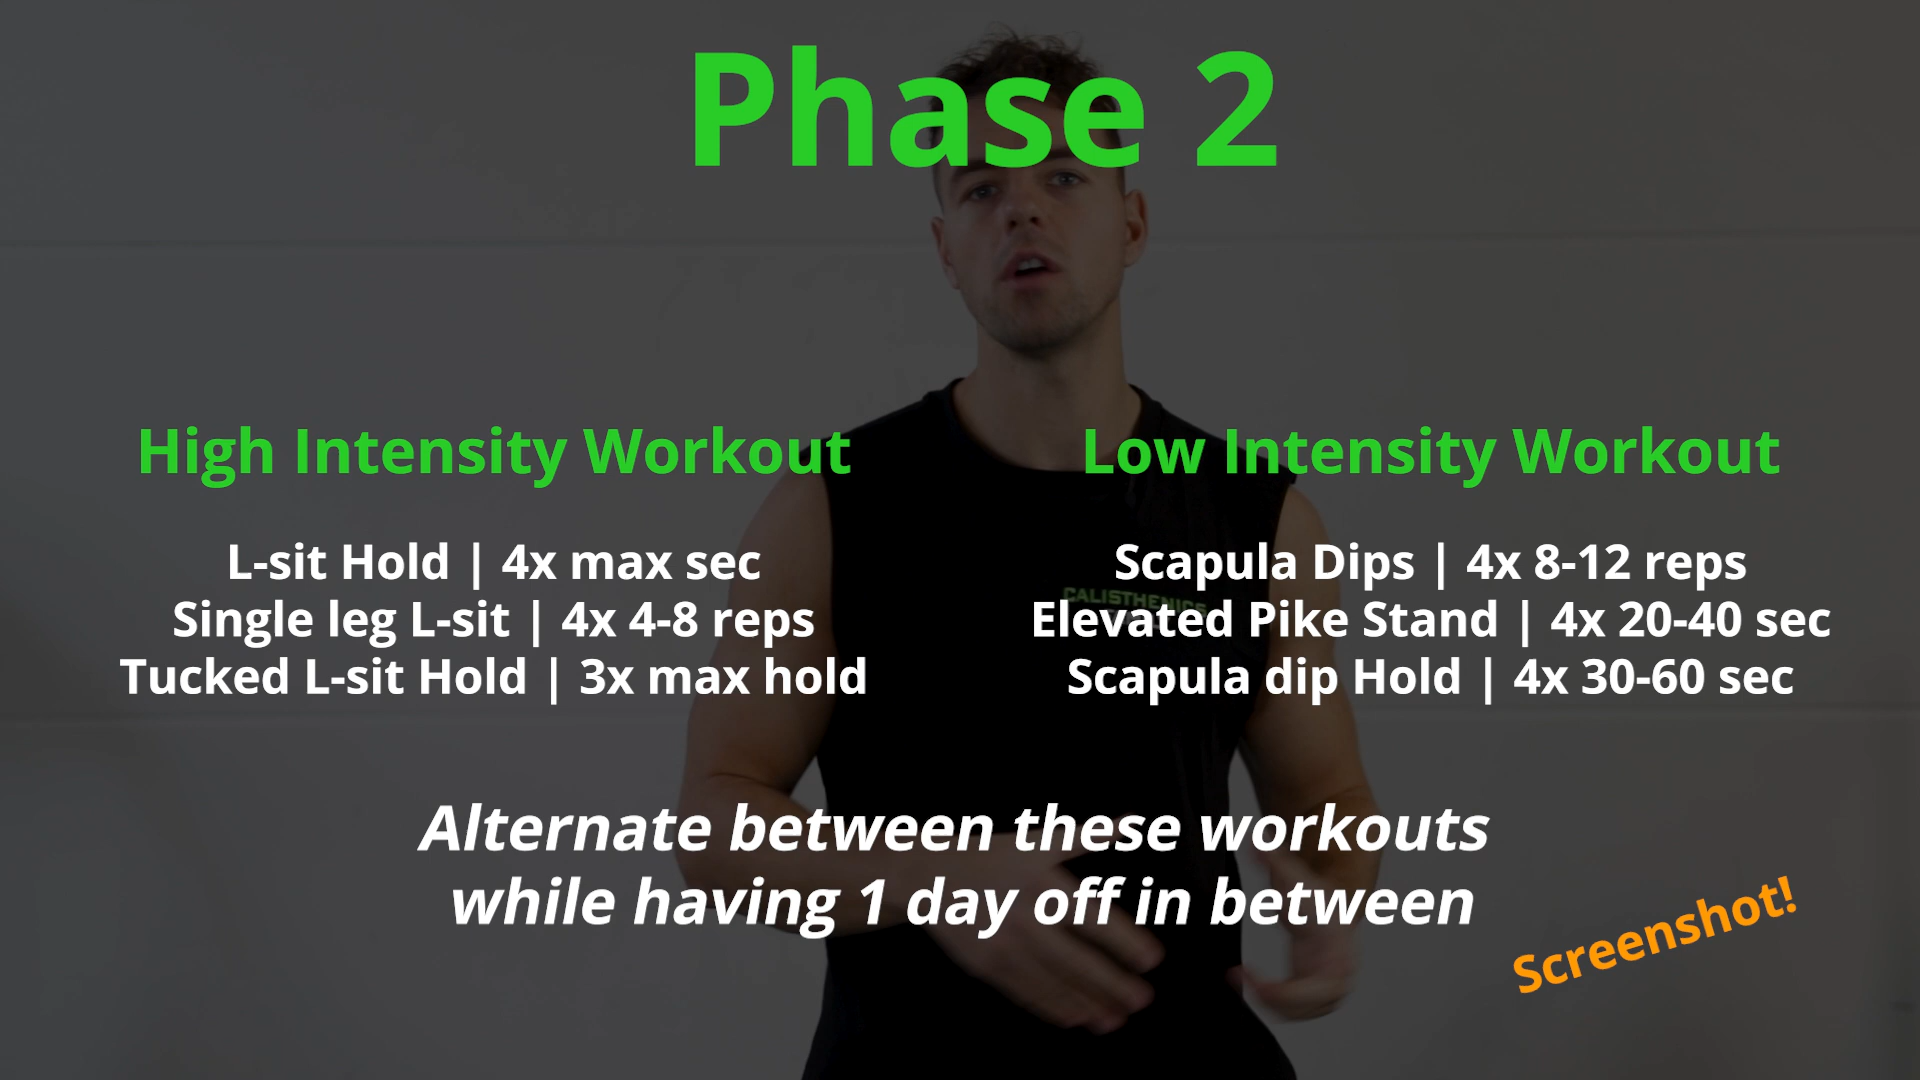 Phase 2
High Intensity Workout
L-sit Hold | 4x max sec
Single leg L-sit | 4x 4-8 reps
Tucked L-sit Hold | 3x max hold
Low Intensity Workout
Scapula Dips | 4x 8-12 reps
CALISTHENICS
Elevated Pike Stand | 4x 20-40 sec
Scapula dip Hold | 4x 30-60 sec
Alternate between these workouts
while having 1 day off in between
Screenshot!